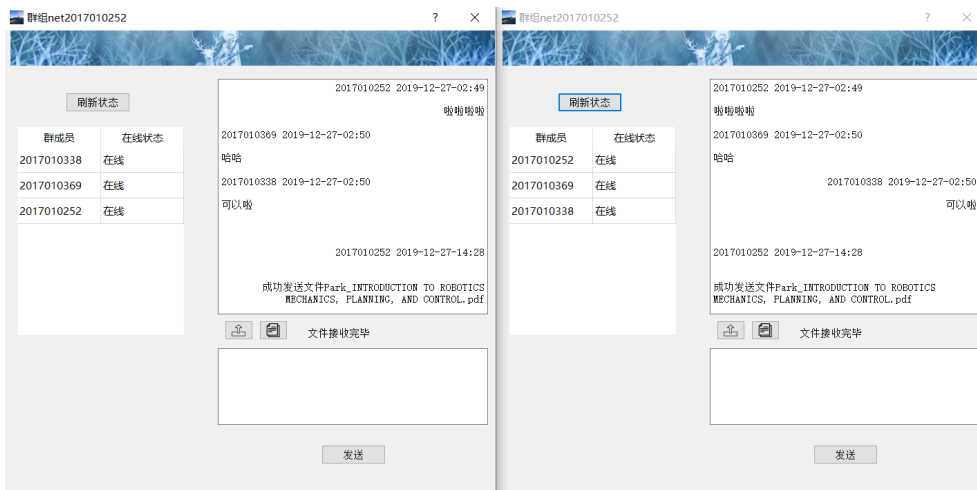 群组net2017010252
?
×
刷新状态
群成员 在线状态
2017010338 在线
2017010369 在线
2017010252 在线
2017010252 2019-12-27-02:49
啦啦啦啦
2017010369 2019-12-27-02:50
哈哈
2017010338 2019-12-27-02:50
可以啦
2017010252 2019-12-27-14:28
成功发送文件Park_INTRODUCTION TO ROBOTICS
MECHANICS, PLANNING, AND CONTROL.pdf
文件接收完毕
发送
群组net2017010252
?
×
刷新状态
群成员 在线状态
2017010252 在线
2017010369 在线
2017010338 在线
2017010252 2019-12-27-02:49
啦啦啦啦
2017010369 2019-12-27-02:50
哈哈
2017010338 2019-12-27-02:50
可以啦
2017010252 2019-12-27-14:28
成功发送文件Park_INTRODUCTION TO ROBOTICS
MECHANICS, PLANNING, AND CONTROL.pdf
文件接收完毕
发送